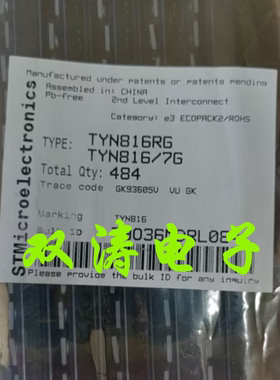 Manufactured under patents or patents pending
Assembled in: CHINA
Pb-free 2nd Level Interconnect
Category: e3 ECOPACK2/ROHS
TYPE: TYN816RG
TYN816/7G
Total Qty: 484
Trace code GK93605V VU GK
Marking TYN816
双涛电子
Please provide the bulk ID for any inquiry
STMicroelectronics